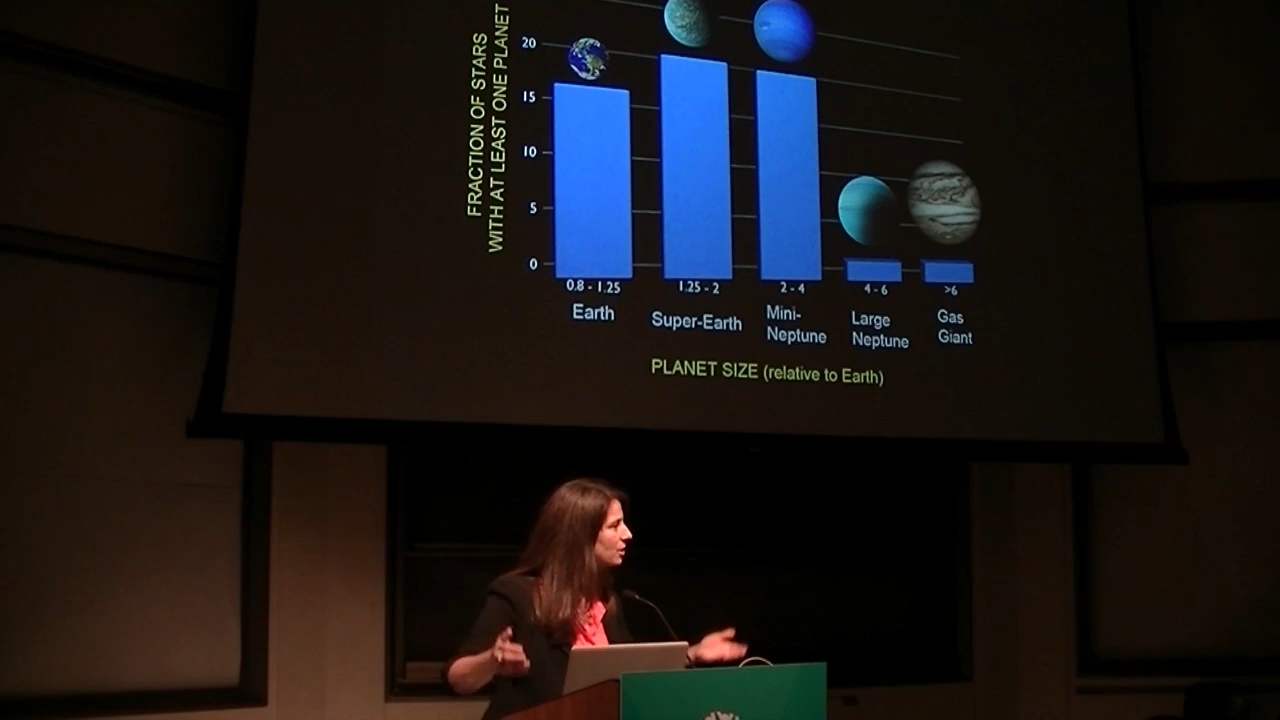 FRACTION OF STARS
WITH AT LEAST ONE PLANET
20
15
10
5
0
0.8 - 1.25
1.25 - 2
2 - 4
4 - 6
>6
Earth
Super-Earth
Mini-
Neptune
Large
Neptune
Gas
Giant
PLANET SIZE (relative to Earth)